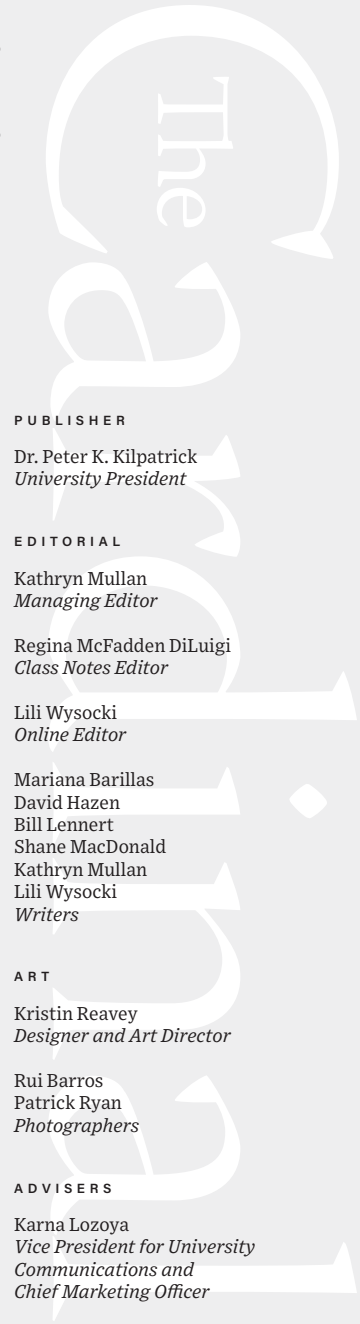 The Cardinal
PUBLISHER
Dr. Peter K. Kilpatrick
University President
EDITORIAL
Kathryn Mullan
Managing Editor
Regina McFadden DiLuigi
Class Notes Editor
Lili Wysocki
Online Editor
Mariana Barillas
David Hazen
Bill Lennert
Shane MacDonald
Kathryn Mullan
Lili Wysocki
Writers
ART
Kristin Reavey
Designer and Art Director
Rui Barros
Patrick Ryan
Photographers
ADVISERS
Karna Lozoya
Vice President for University
Communications and
Chief Marketing Officer